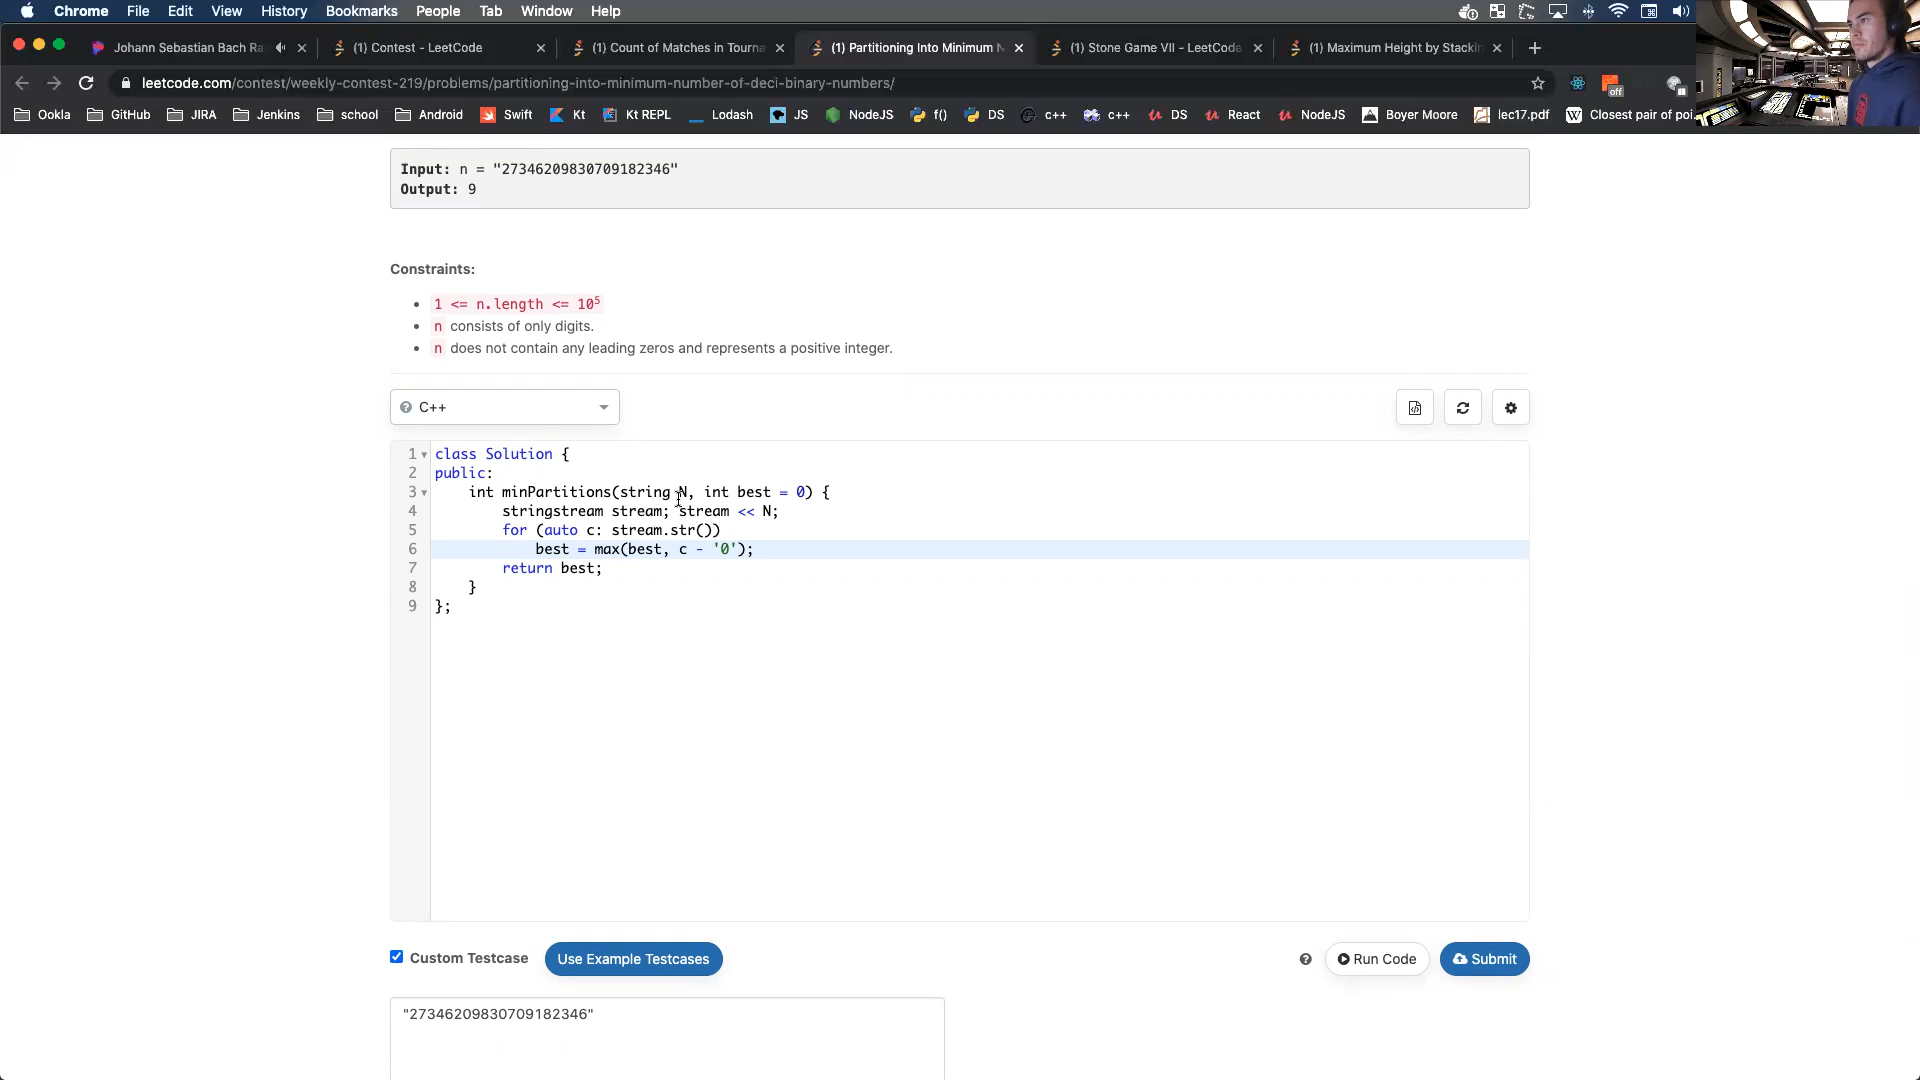 Chrome File Edit View History Bookmarks People Tab Window Help
Johann Sebastian Bach Ra
(1) Contest - LeetCode
(1) Count of Matches in Tourna
(1) Partitioning Into Minimum N
(1) Stone Game VII - LeetCode
(1) Maximum Height by Stackin
leetcode.com/contest/weekly-contest-219/problems/partitioning-into-minimum-number-of-deci-binary-numbers/
off
Ookla GitHub JIRA Jenkins school Android Swift Kt Kt REPL Lodash JS NodeJS f() DS c++ c++ DS React NodeJS Boyer Moore lec17.pdf Closest pair of poi
Input: n = "27346209830709182346"
Output: 9
Constraints:
1 <= n.length <= 10⁵
n consists of only digits.
n does not contain any leading zeros and represents a positive integer.
C++
1 class Solution {
2 public:
3 int minPartitions(string N, int best = 0) {
4 stringstream stream; stream << N;
5 for (auto c: stream.str())
6 best = max(best, c - '0');
7 return best;
8 }
9 };
Custom Testcase Use Example Testcases Run Code Submit
"27346209830709182346"